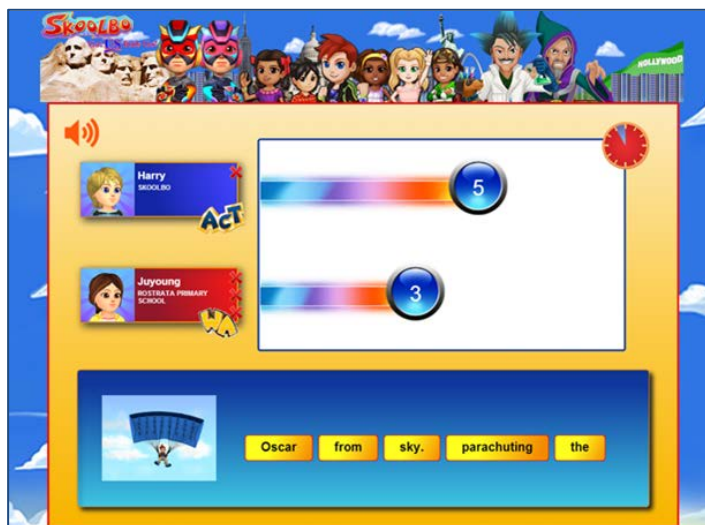 SKOOLBO
HOLLYWOOD
Harry
SKOOLBO
ACT
5
Juyoung
ROSTRATA PRIMARY
SCHOOL
WA
3
Oscar from sky. parachuting the